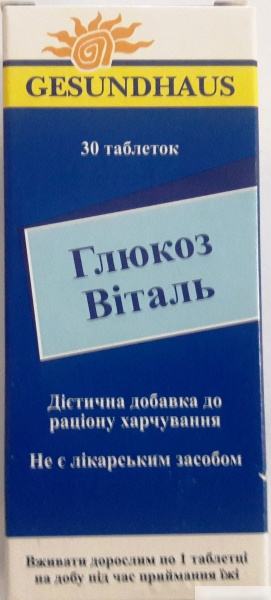 GESUNDHAUS
30 таблеток
Глюкоз
Віталь
Дієтична добавка до
раціону харчування
Не є лікарським засобом
Вживати дорослим по 1 таблетці
на добу під час приймання їжі